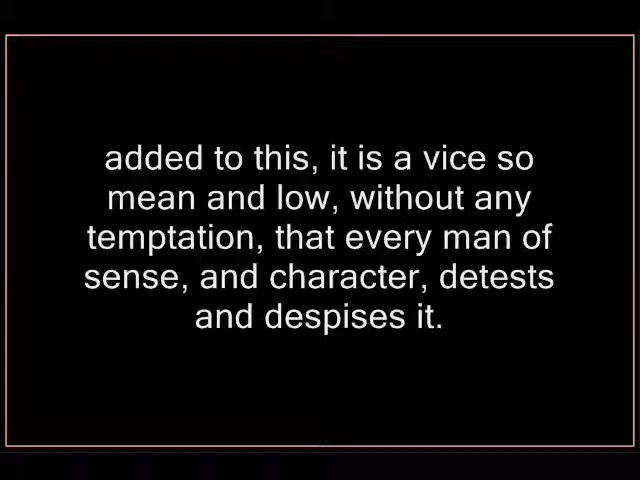 added to this, it is a vice so
mean and low, without any
temptation, that every man of
sense, and character, detests
and despises it.